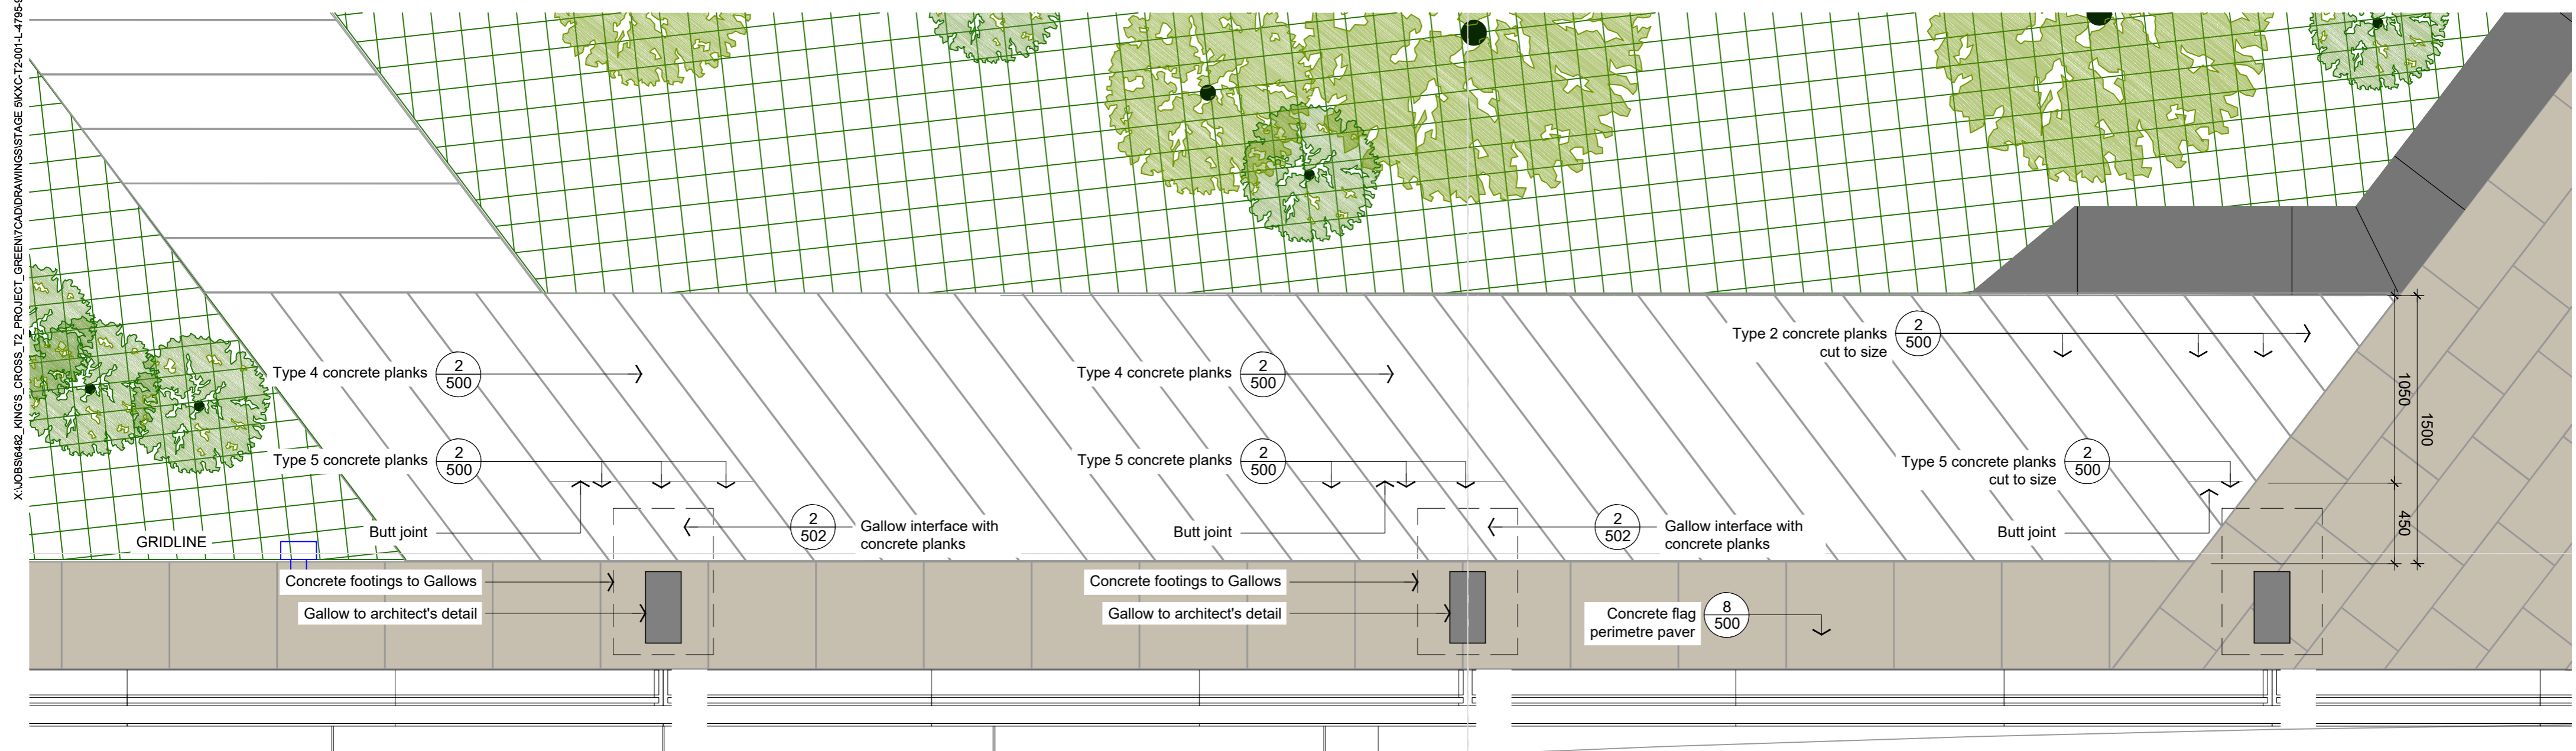 X:\JOBS\6482_KING'S_CROSS_T2_PROJECT_GREEN\7CAD\DRAWINGS\STAGE 5\KXC-T2-001-L-4795-
Type 2 concrete planks
cut to size
2
500
Type 4 concrete planks
2
500
Type 4 concrete planks
2
500
1050
1500
Type 5 concrete planks
2
500
Type 5 concrete planks
2
500
Type 5 concrete planks
cut to size
2
500
Butt joint
2
502
Gallow interface with
concrete planks
Butt joint
2
502
Gallow interface with
concrete planks
Butt joint
450
GRIDLINE
Concrete footings to Gallows
Gallow to architect's detail
Concrete footings to Gallows
Gallow to architect's detail
Concrete flag
perimetre paver
8
500